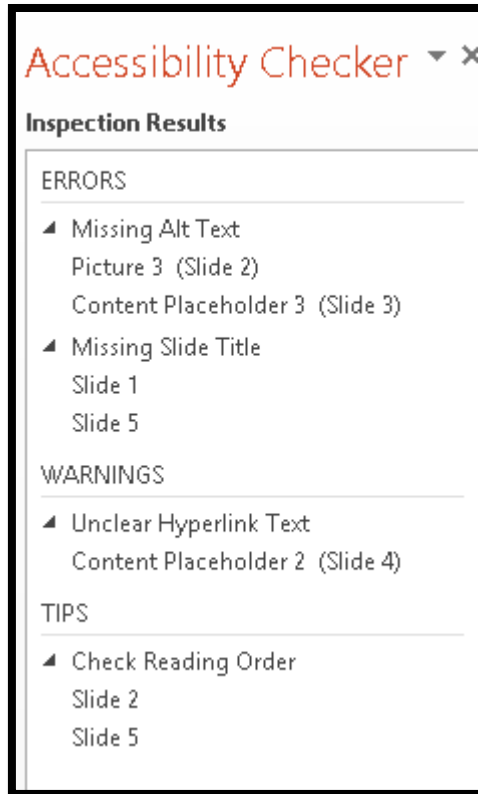 Accessibility Checker
Inspection Results
ERRORS
Missing Alt Text
Picture 3 (Slide 2)
Content Placeholder 3 (Slide 3)
Missing Slide Title
Slide 1
Slide 5
WARNINGS
Unclear Hyperlink Text
Content Placeholder 2 (Slide 4)
TIPS
Check Reading Order
Slide 2
Slide 5